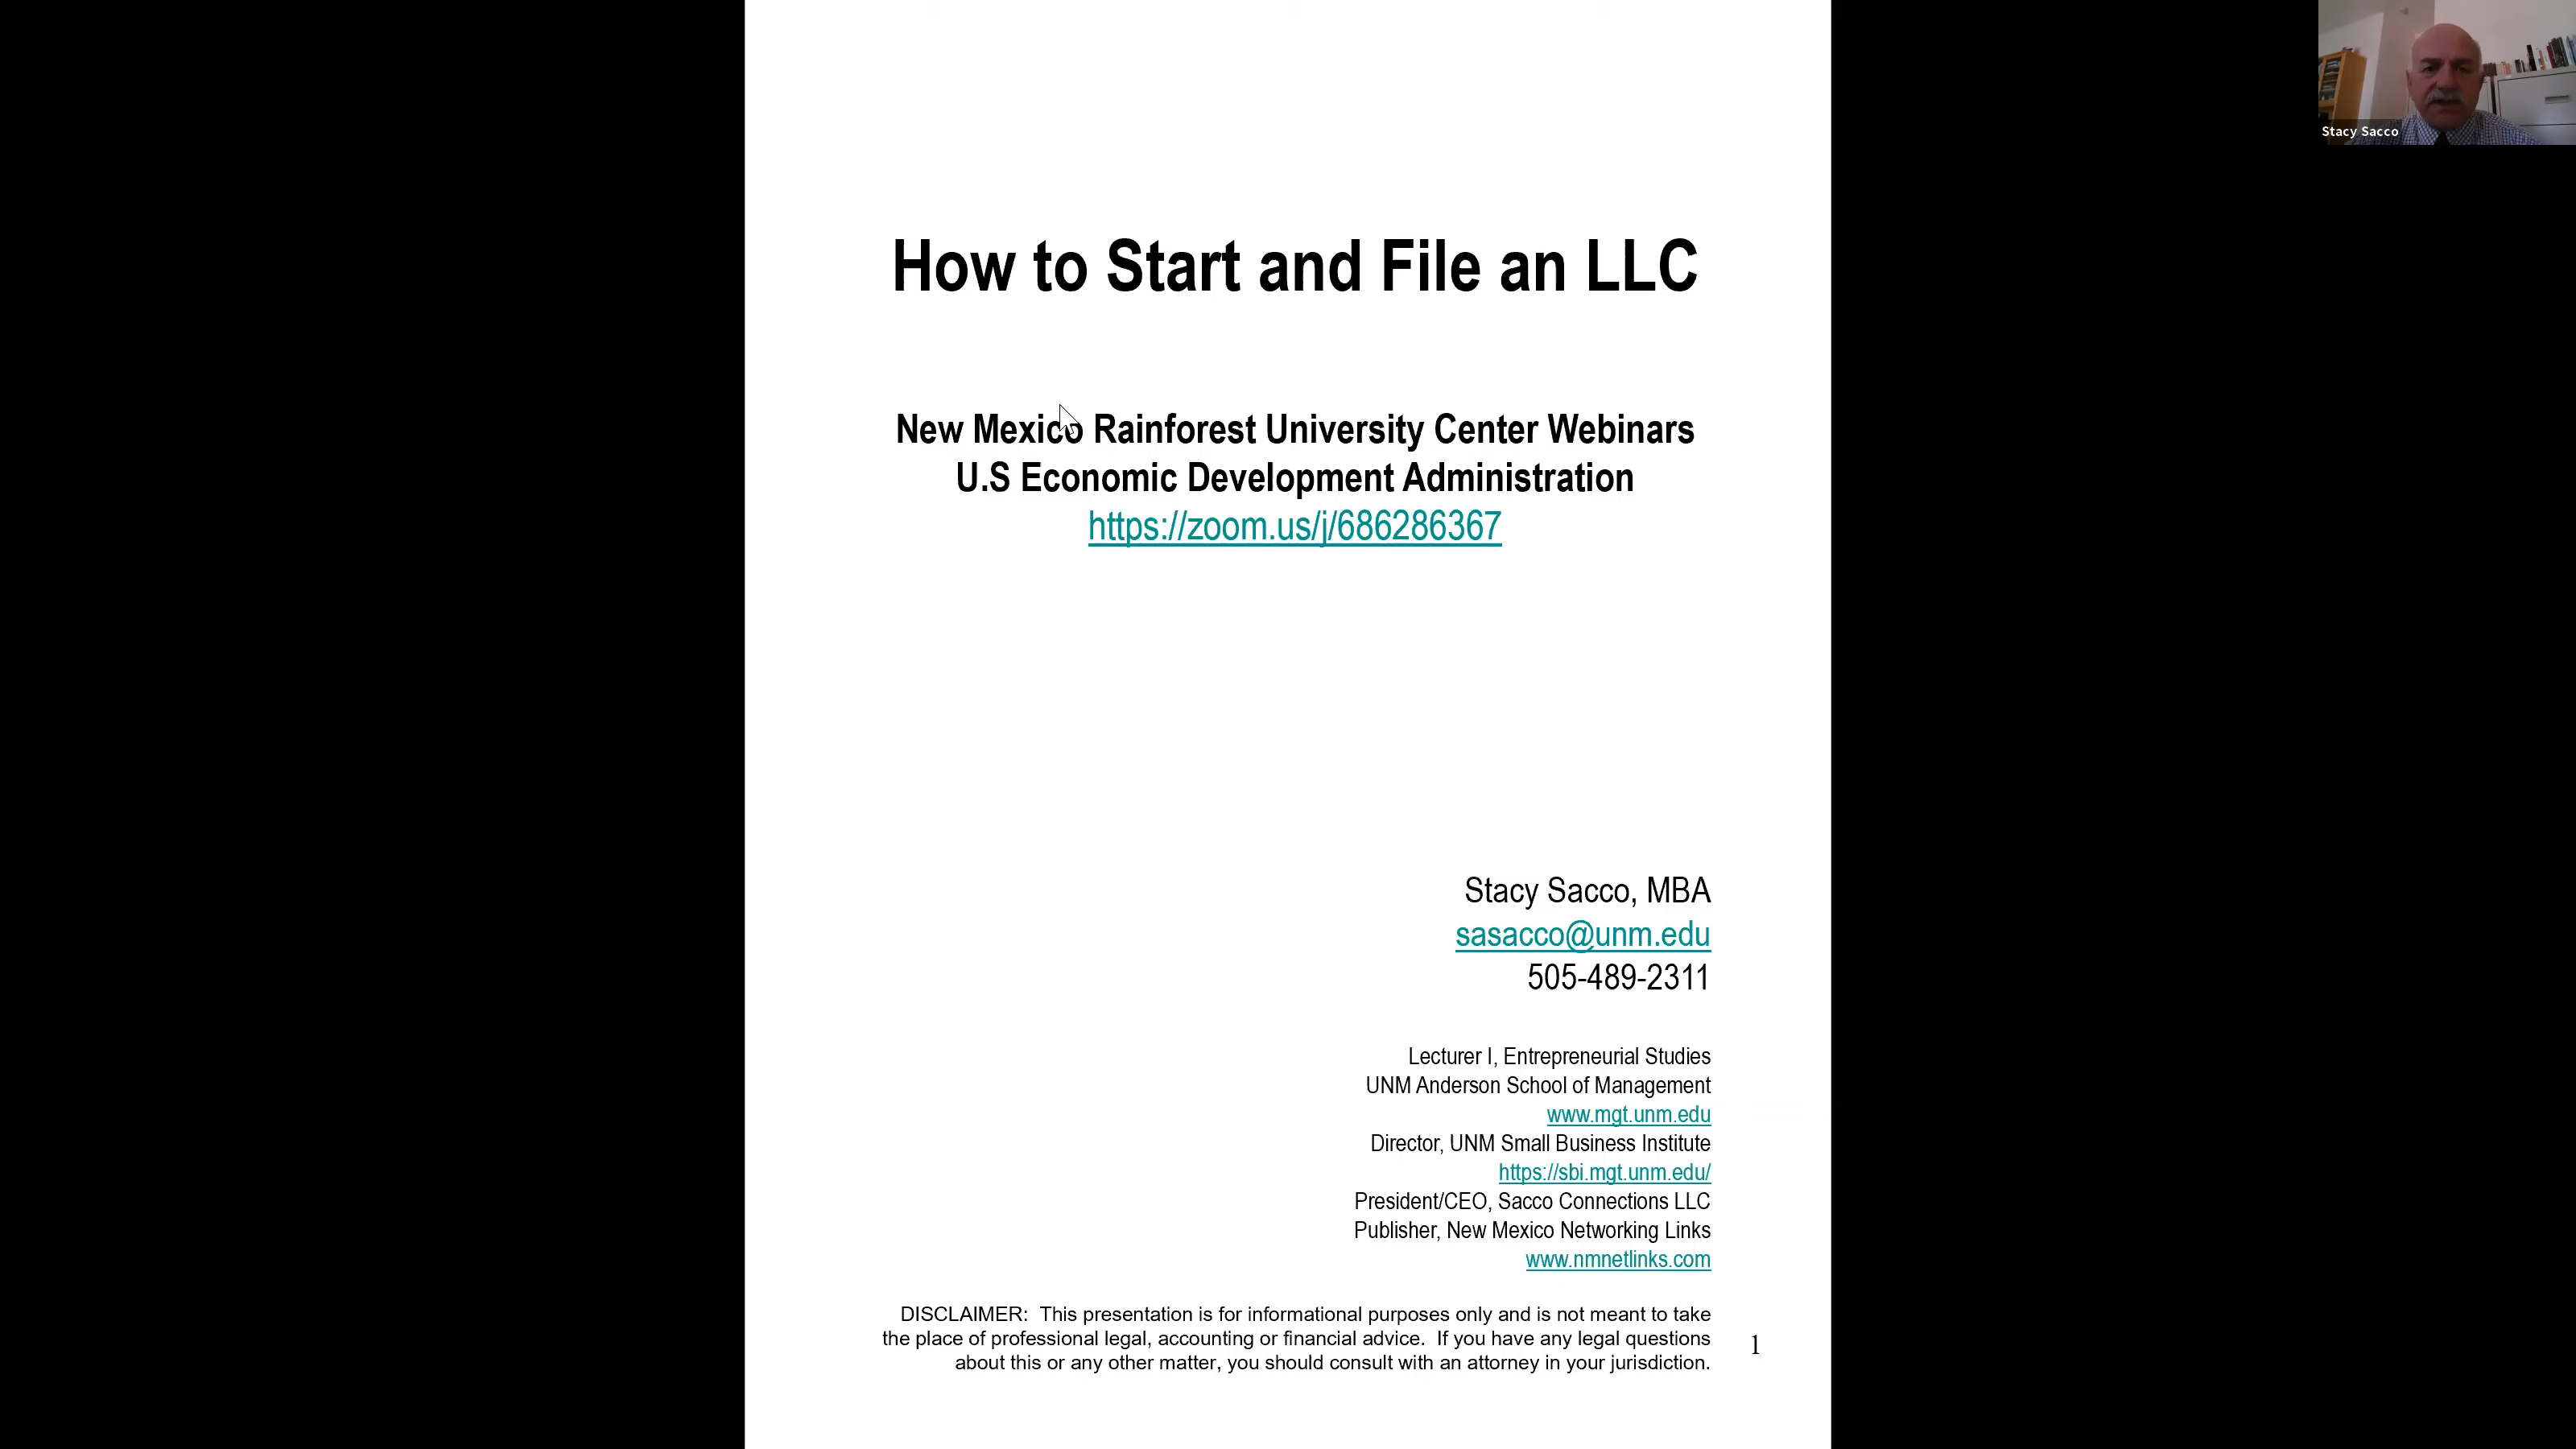 How to Start and File an LLC
New Mexico Rainforest University Center Webinars
U.S Economic Development Administration
https://zoom.us/j/686286367
Stacy Sacco, MBA
sasacco@unm.edu
505-489-2311
Lecturer I, Entrepreneurial Studies
UNM Anderson School of Management
www.mgt.unm.edu
Director, UNM Small Business Institute
https://sbi.mgt.unm.edu/
President/CEO, Sacco Connections LLC
Publisher, New Mexico Networking Links
www.nmnetlinks.com
DISCLAIMER:  This presentation is for informational purposes only and is not meant to take
the place of professional legal, accounting or financial advice.  If you have any legal questions
about this or any other matter, you should consult with an attorney in your jurisdiction.
1
Stacy Sacco